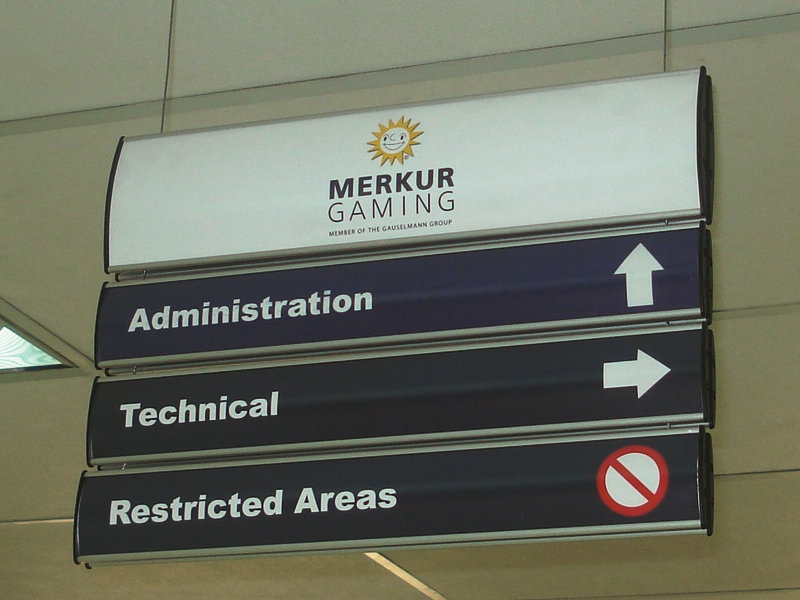 MERKUR
GAMING
MEMBER OF THE GAUSELMANN GROUP
Administration
Technical
Restricted Areas